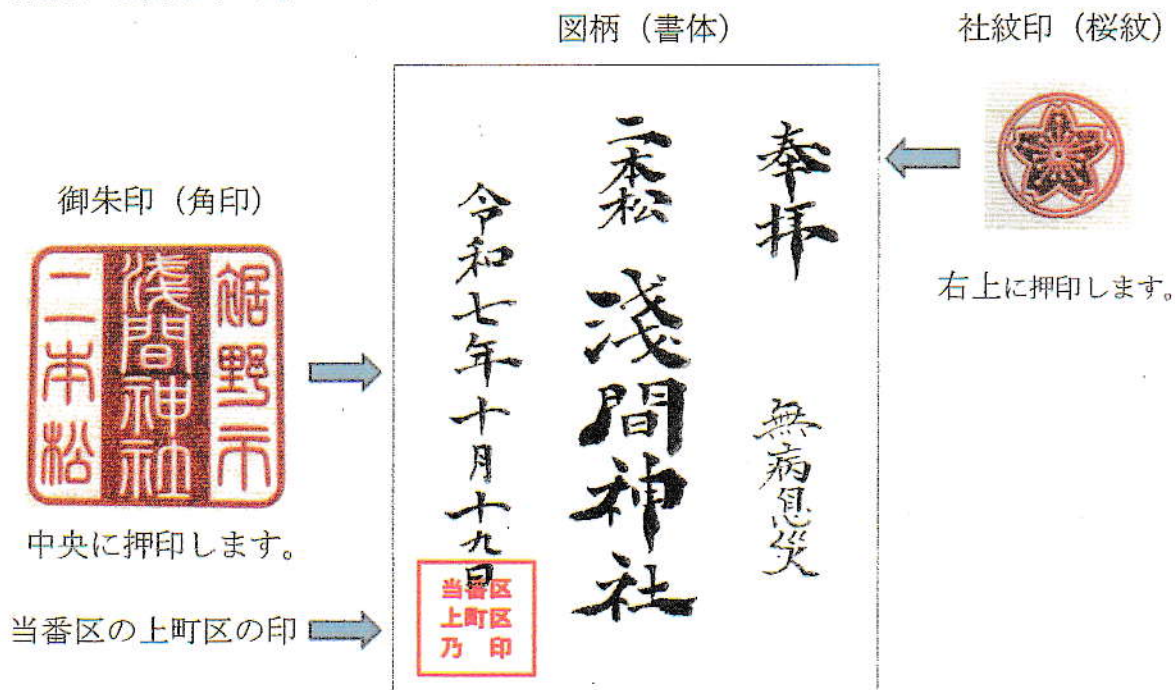 図柄（書体）
社紋印（桜紋）
奉拝
無病息災
二本松
淺間神社
令和七年十月十九日
右上に押印します。
御朱印（角印）
裾野市
浅間神社
二本松
中央に押印します。
当番区の上町区の印
当番区
上町区
乃印